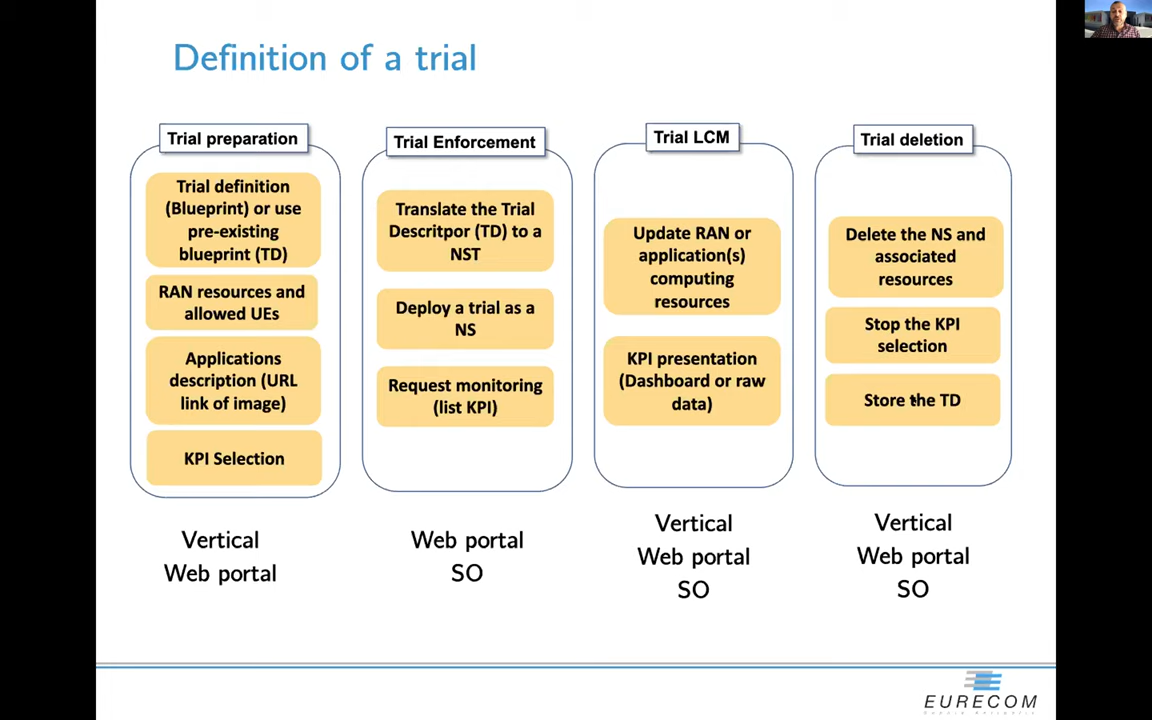 Definition of a trial
Trial preparation
Trial definition
(Blueprint) or use
pre-existing
blueprint (TD)
RAN resources and
allowed UEs
Applications
description (URL
link of image)
KPI Selection
Vertical
Web portal
Trial Enforcement
Translate the Trial
Descritpor (TD) to a
NST
Deploy a trial as a
NS
Request monitoring
(list KPI)
Web portal
SO
Trial LCM
Update RAN or
application(s)
computing
resources
KPI presentation
(Dashboard or raw
data)
Vertical
Web portal
SO
Trial deletion
Delete the NS and
associated
resources
Stop the KPI
selection
Store the TD
Vertical
Web portal
SO
EURECOM